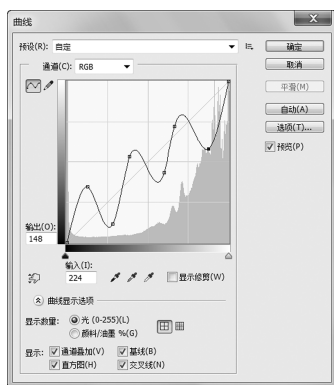 曲线
预设(R): 自定
确定
通道(C): RGB
取消
平滑(M)
自动(A)
选项(T)...
预览(P)
输出(O):
148
输入(I):
224
显示修剪(W)
曲线显示选项
显示数量: 光 (0-255)(L)
颜料/油墨 %(G)
显示: 通道叠加(V) 基线(B)
直方图(H) 交叉线(N)